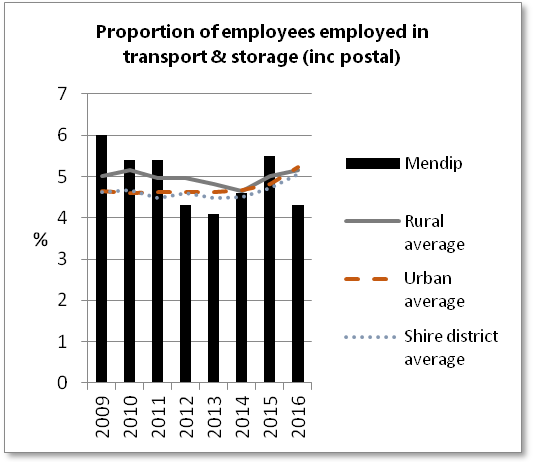 Proportion of employees employed in
transport & storage (inc postal)
7
6
5
4
3
2
1
0
%
2009
2010
2011
2012
2013
2014
2015
2016
Mendip
Rural
average
Urban
average
Shire district
average